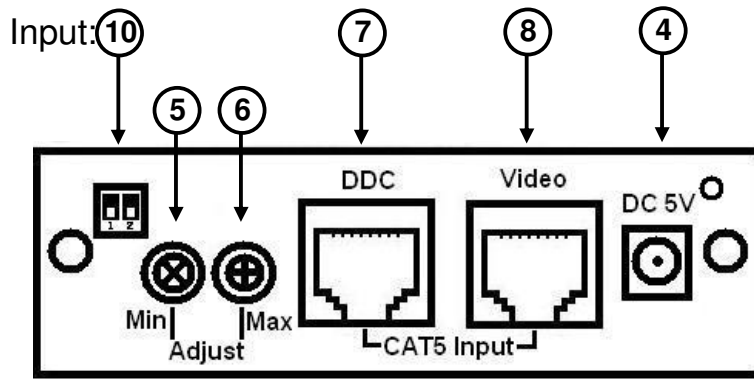 Input: 10 7 8 4
5 6
DDC Video DC 5V
1 2
Min Max
Adjust
CAT5 Input